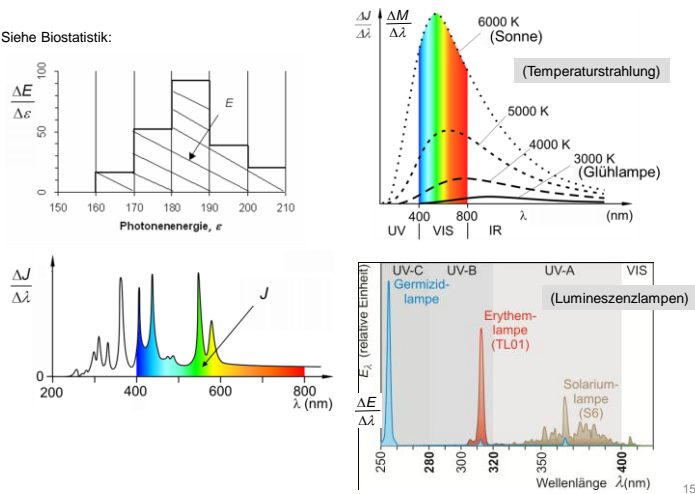 Siehe Biostatistik:
ΔE
Δε
100
50
0
E
150 160 170 180 190 200 210
Photonenenergie, ε
ΔJ
Δλ
ΔM
Δλ
6000 K
(Sonne)
(Temperaturstrahlung)
5000 K
4000 K
3000 K
(Glühlampe)
400 800 λ (nm)
UV | VIS | IR
ΔJ
Δλ
J
0
200 400 600 800
λ (nm)
UV-C UV-B UV-A VIS
Germizid-
lampe
(Lumineszenzlampen)
Erythem-
lampe
(TL01)
Solarium-
lampe
(S6)
Eλ (relative Einheit)
ΔE
Δλ
250 280 300 320 350 400
Wellenlänge λ(nm)
15